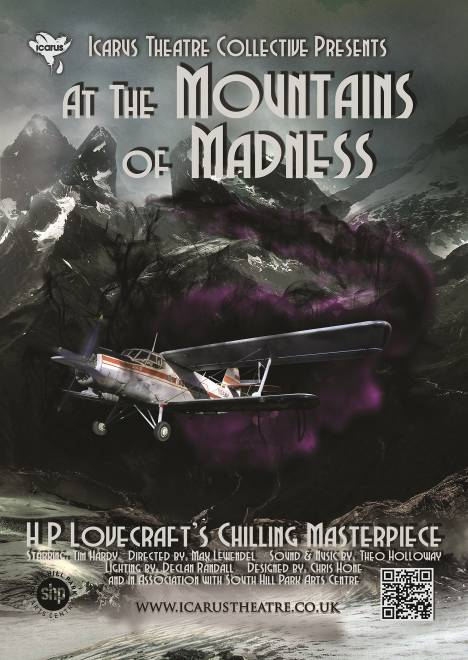 icarus
Icarus Theatre Collective Presents
At The Mountains
of Madness
H P Lovecraft's Chilling Masterpiece
Starring: Tim Hardy Directed by: Max Lewendel Sound & Music by: Theo Holloway
Lighting by: Declan Randall Designed by: Chris Hone
and in Association with South Hill Park Arts Centre
shp
www.icarustheatre.co.uk